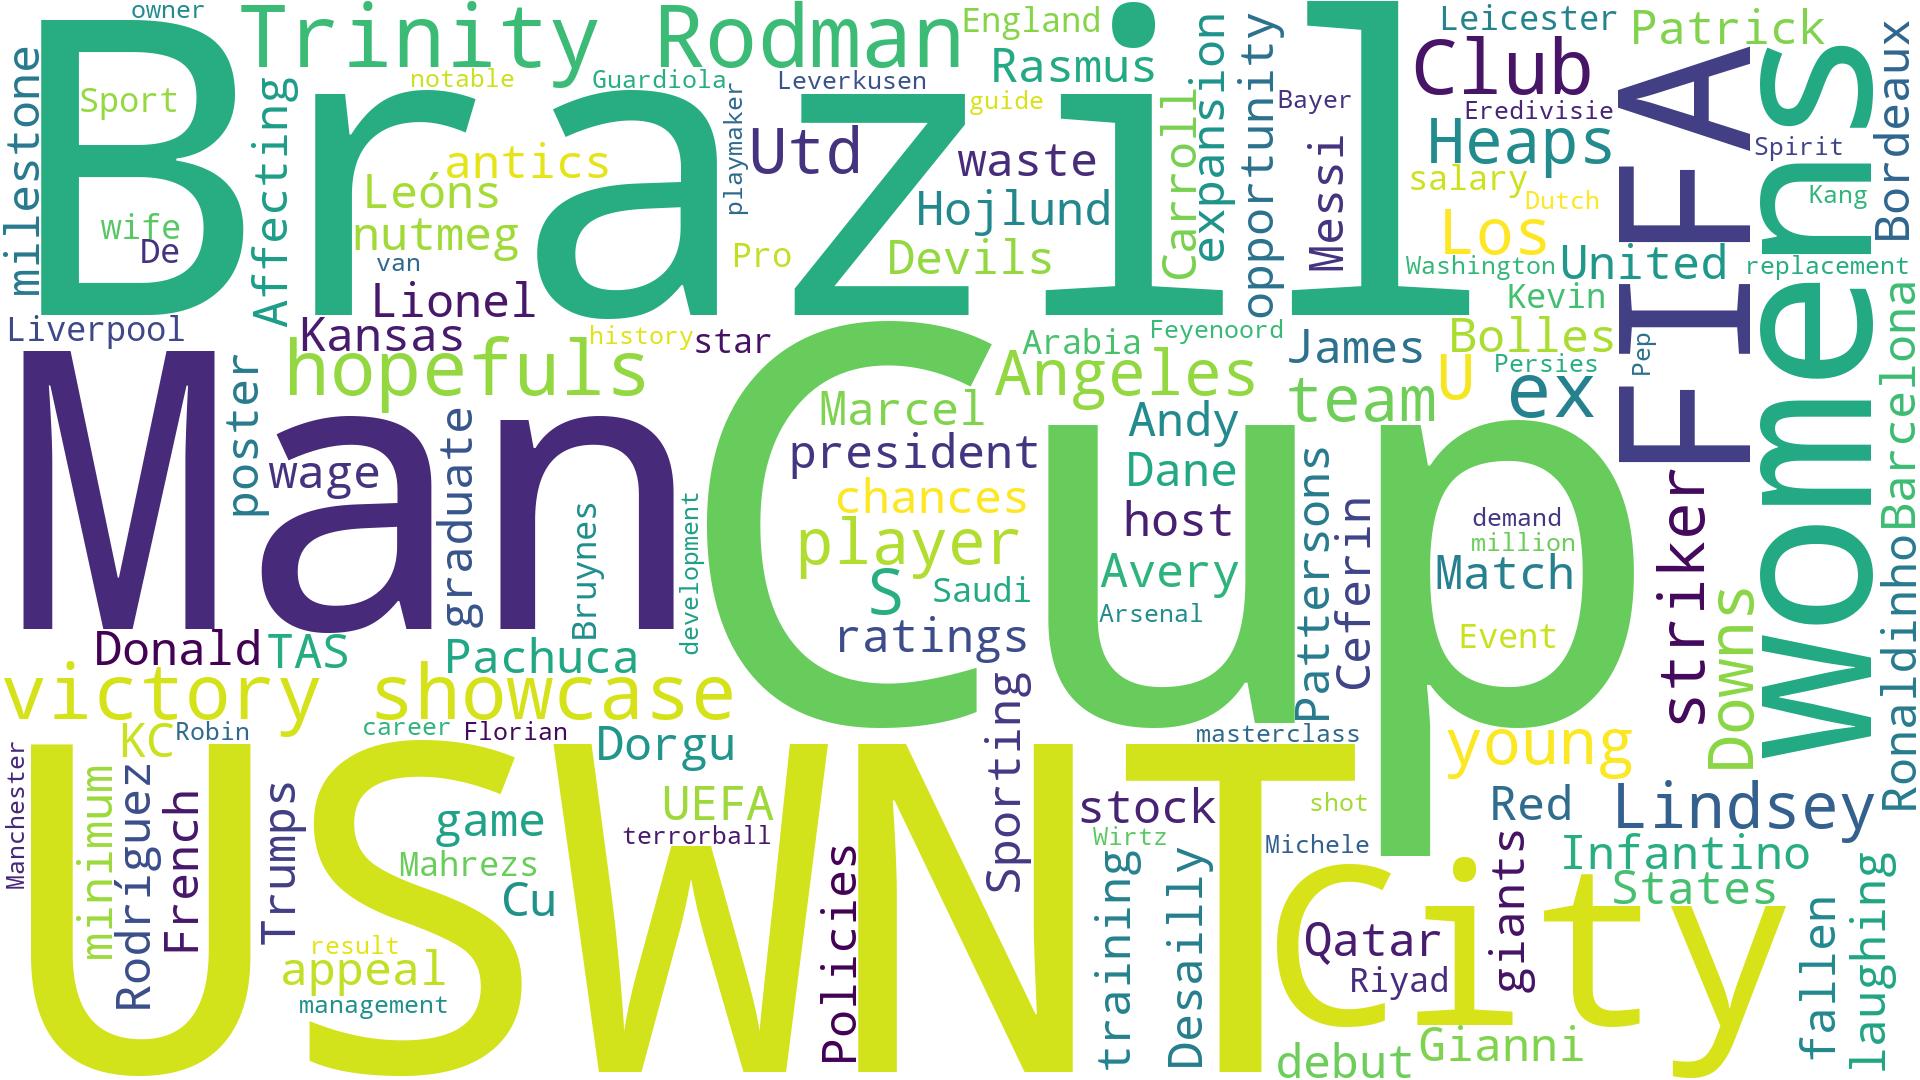 owner
Trinity Rodman
England
Leicester
Patrick
Brazil
milestone
Sport
notable
Guardiola
Leverkusen
Rasmus
Club
Affecting
playmaker
guide
Carroll
expansion
opportunity
Bayer
Eredivisie
FIFA
womens
Bordeaux
antics
Utd
waste
Messi
Heaps
Spirit
Leóns
Hojlund
salary
Dutch
Kang
wife
De
nutmeg
Pro
Devils
Los
van
Washington
United
replacement
Lionel
Kevin
Liverpool
Kansas
history
star
Arabia
Feyenoord
James
Bolles
Pep
Barcelona
hopefuls
Angeles
U
Persies
Man
Cup
poster
team
ex
graduate
Marcel
Andy
wage
president
Dane
Pattersons
striker
chances
Ceferin
Bruynes
development
host
demand
player
million
S
Saudi
Avery
Match
Arsenal
Downs
Ronaldinho
Donald
TAS
Pachuca
ratings
Event
victory showcase
Sporting
KC
Robin
career
Florian
Dorgu
masterclass
young
Manchester
USWNT
City
minimum
Rodríguez
French
Trumps
UEFA
stock
shot
Red
Lindsey
game
terrorball
Wirtz
Michele
Mahrezs
Policies
training
Desailly
giants
Infantino
States
Cu
fallen
laughing
result
Qatar
appeal
Riyad
management
debut
Gianni